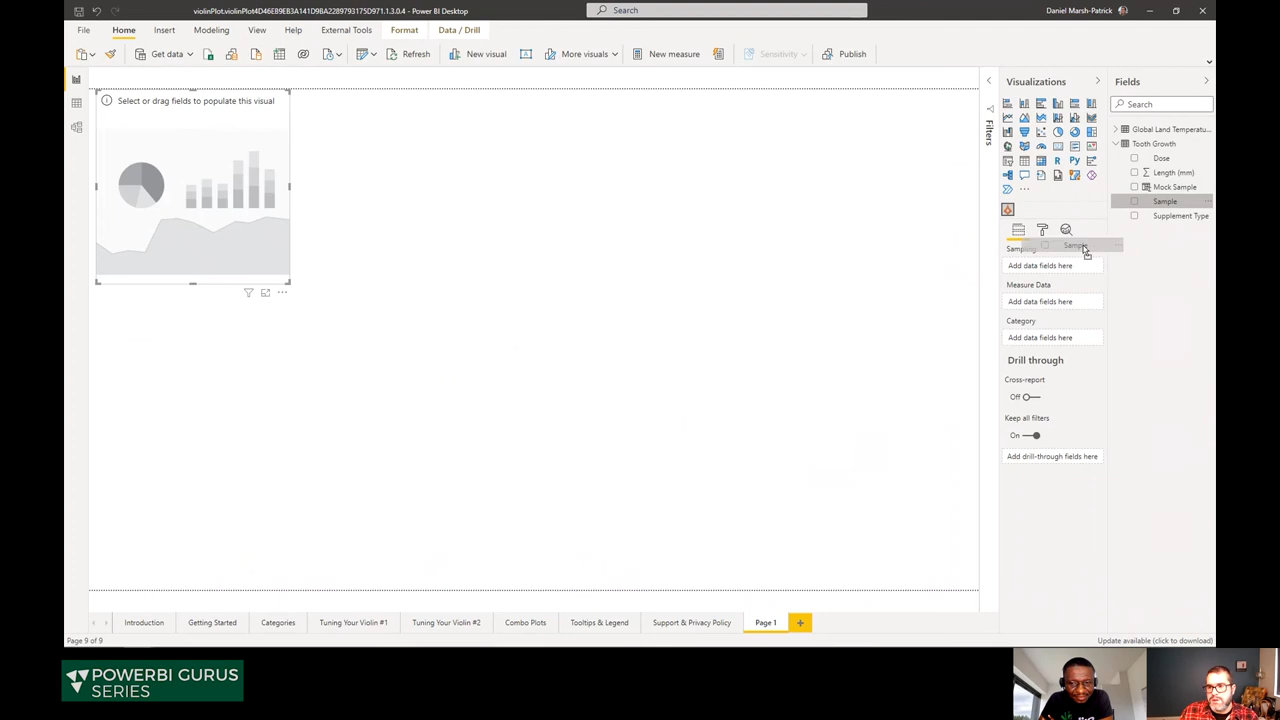 violinPlot.violinPlot4D46EB9EB3A141D9BA2289793175D971.1.3.0.4 - Power BI Desktop
Search
Daniel Marsh-Patrick
File
Home
Insert
Modeling
View
Help
External Tools
Format
Data / Drill
Get data
Refresh
New visual
More visuals
New measure
Sensitivity
Publish
Select or drag fields to populate this visual
Filters
Visualizations
Fields
Search
Global Land Temperatu...
Tooth Growth
Dose
Length (mm)
Mock Sample
Sample
Supplement Type
R
Py
Sample
Add data fields here
Measure Data
Add data fields here
Category
Add data fields here
Drill through
Cross-report
Off
Keep all filters
On
Add drill-through fields here
Introduction
Getting Started
Categories
Tuning Your Violin #1
Tuning Your Violin #2
Combo Plots
Tooltips & Legend
Support & Privacy Policy
Page 1
Page 9 of 9
Update available (click to download)
POWERBI GURUS
SERIES